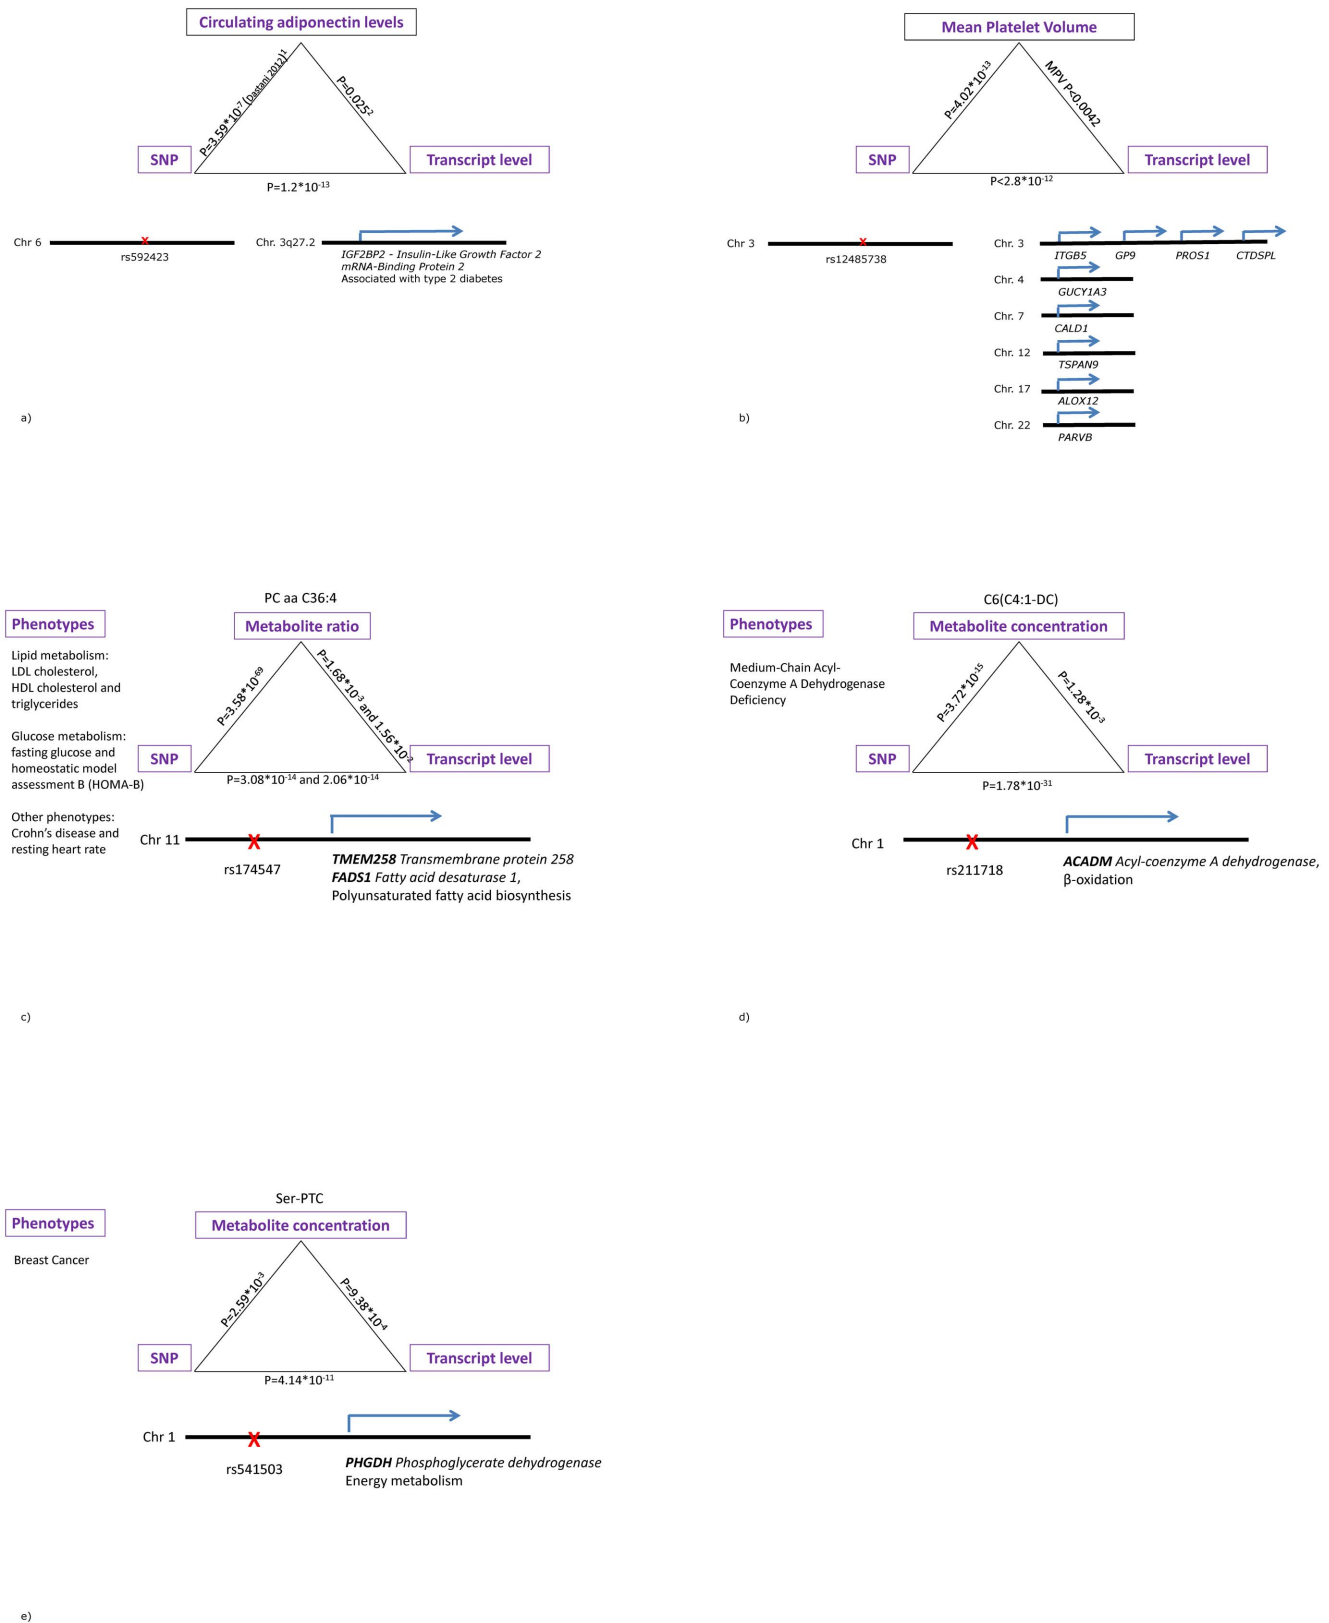 Circulating adiponectin levels
P=3.59*10⁻⁷ (Dastani 2012)¹
P=0.025²
SNP
Transcript level
P=1.2*10⁻¹³
Chr 6
rs592423
Chr. 3q27.2
IGF2BP2 - Insulin-Like Growth Factor 2
mRNA-Binding Protein 2
Associated with type 2 diabetes
a)
Mean Platelet Volume
P=4.02*10⁻¹³
MPV P<0.0042
SNP
Transcript level
P<2.8*10⁻¹²
Chr 3
rs12485738
Chr. 3
ITGB5 GP9 PROS1 CTDSPL
Chr. 4
GUCY1A3
Chr. 7
CALD1
Chr. 12
TSPAN9
Chr. 17
ALOX12
Chr. 22
PARVB
b)
PC aa C36:4
Phenotypes
Metabolite ratio
Lipid metabolism:
LDL cholesterol,
HDL cholesterol and
triglycerides
Glucose metabolism:
fasting glucose and
homeostatic model
assessment B (HOMA-B)
Other phenotypes:
Crohn's disease and
resting heart rate
P=3.58*10⁻⁶⁹
P=1.68*10⁻³ and 1.56*10⁻²
SNP
Transcript level
P=3.08*10⁻¹⁴ and 2.06*10⁻¹⁴
Chr 11
rs174547
TMEM258 Transmembrane protein 258
FADS1 Fatty acid desaturase 1,
Polyunsaturated fatty acid biosynthesis
c)
C6(C4:1-DC)
Phenotypes
Metabolite concentration
Medium-Chain Acyl-
Coenzyme A Dehydrogenase
Deficiency
P=3.72*10⁻¹⁵
P=1.28*10⁻³
SNP
Transcript level
P=1.78*10⁻³¹
Chr 1
rs211718
ACADM Acyl-coenzyme A dehydrogenase,
β-oxidation
d)
Ser-PTC
Phenotypes
Metabolite concentration
Breast Cancer
P=2.59*10⁻³
P=9.38*10⁻⁴
SNP
Transcript level
P=4.14*10⁻¹¹
Chr 1
rs541503
PHGDH Phosphoglycerate dehydrogenase
Energy metabolism
e)